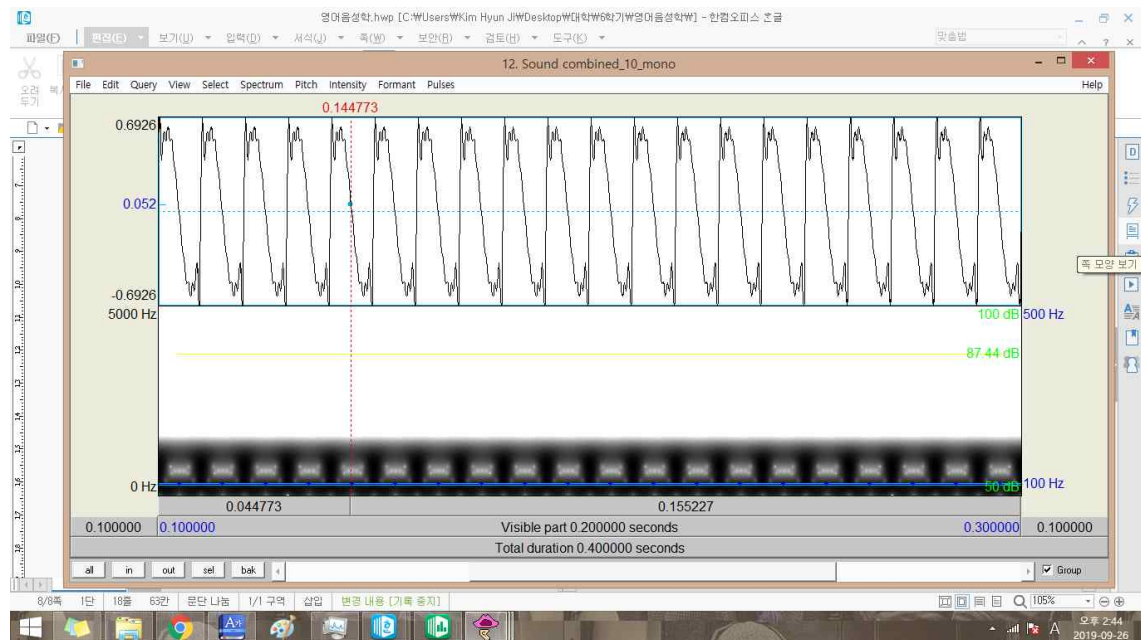 영어음성학.hwp [C:₩Users₩Kim Hyun Ji₩Desktop₩대학₩6학기₩영어음성학₩] - 한컴오피스 한글
파일(F) 편집(E) 보기(U) 입력(D) 서식(J) 쪽(W) 보안(B) 검토(H) 도구(K) 맞춤법
오려
두기
12. Sound combined_10_mono
File Edit Query View Select Spectrum Pitch Intensity Formant Pulses Help
0.144773
0.6926
0.052
-0.6926
5000 Hz 100 dB 500 Hz
87.44 dB
0 Hz 50 dB 100 Hz
0.044773 0.155227
0.100000 0.100000 Visible part 0.200000 seconds 0.300000 0.100000
Total duration 0.400000 seconds
all in out sel bak Group
쪽 모양 보기
8/8쪽 1단 18줄 63칸 문단 나눔 1/1 구역 삽입 변경 내용 [기록 중지] 105%
A 오후 2:44
2019-09-26